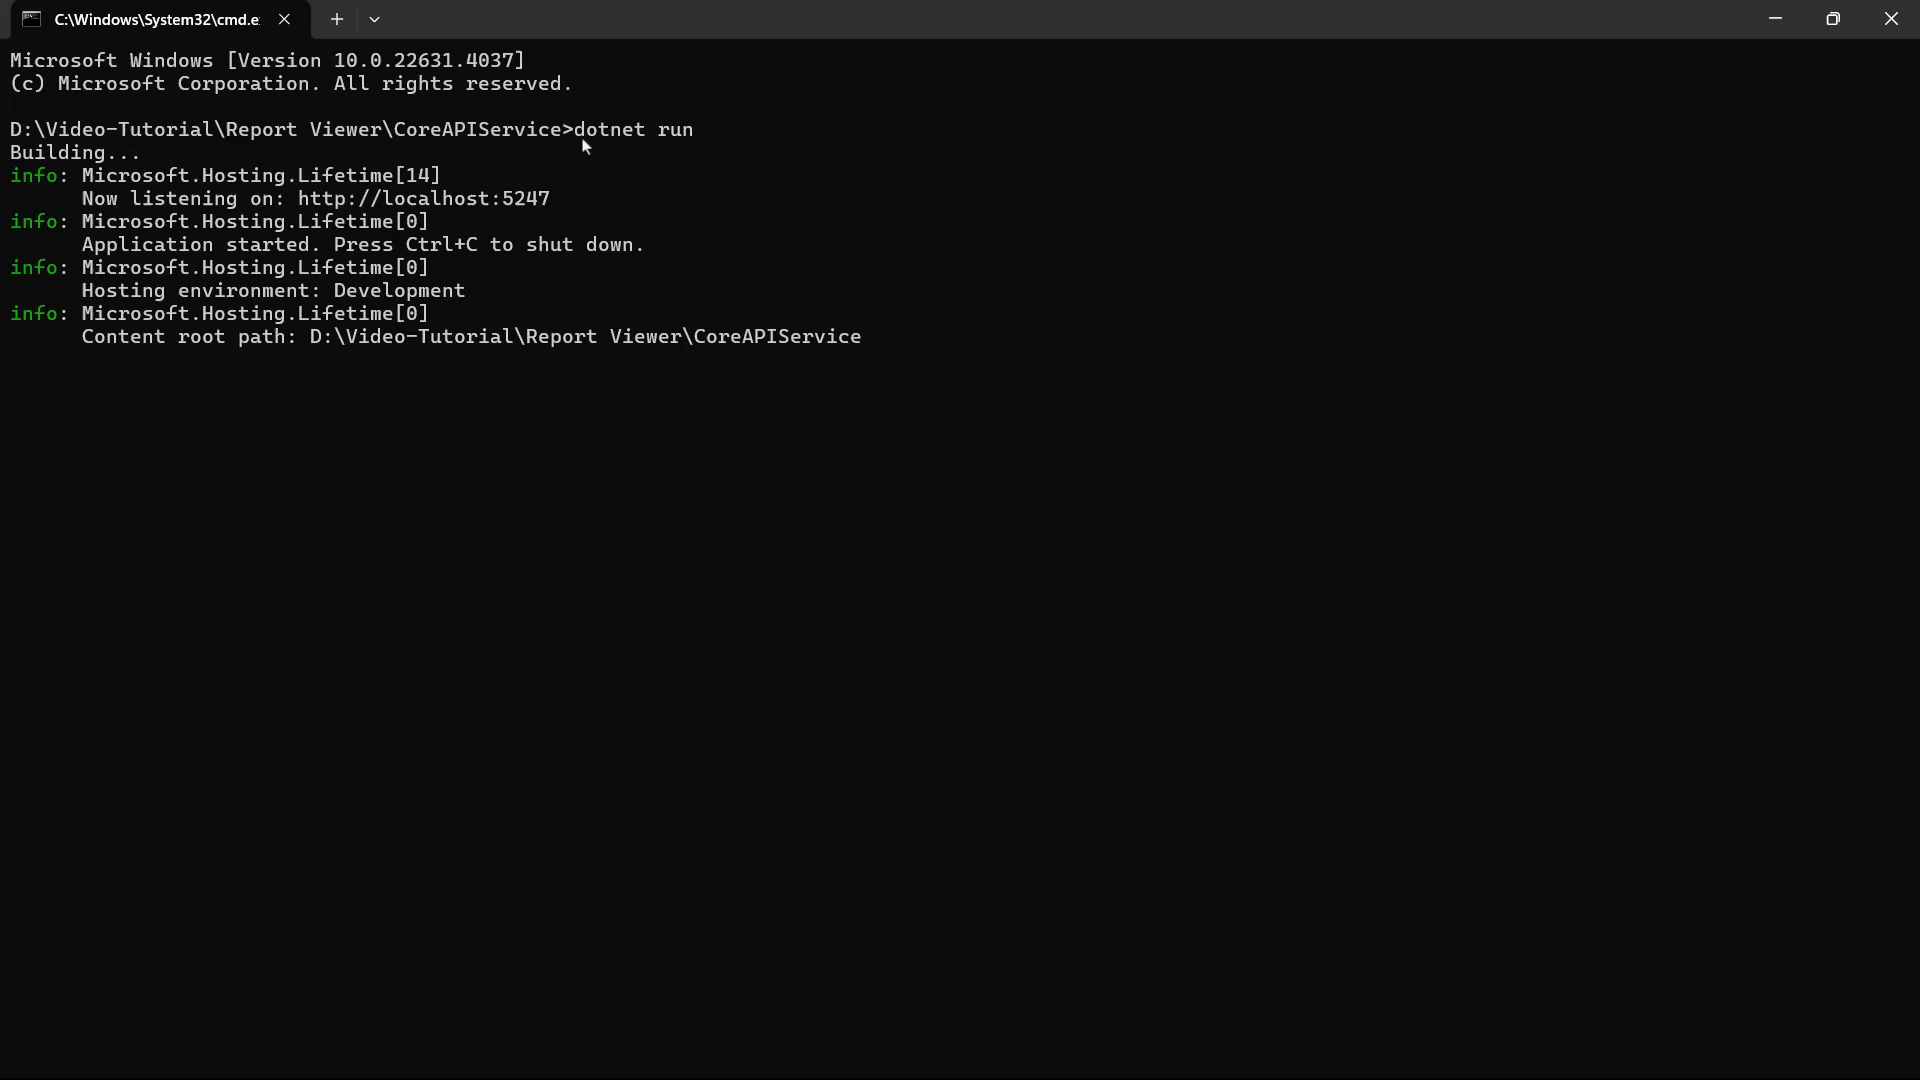 C:\Windows\System32\cmd.e
Microsoft Windows [Version 10.0.22631.4037]
(c) Microsoft Corporation. All rights reserved.
D:\Video-Tutorial\Report Viewer\CoreAPIService>dotnet run
Building...
info: Microsoft.Hosting.Lifetime[14]
      Now listening on: http://localhost:5247
info: Microsoft.Hosting.Lifetime[0]
      Application started. Press Ctrl+C to shut down.
info: Microsoft.Hosting.Lifetime[0]
      Hosting environment: Development
info: Microsoft.Hosting.Lifetime[0]
      Content root path: D:\Video-Tutorial\Report Viewer\CoreAPIService